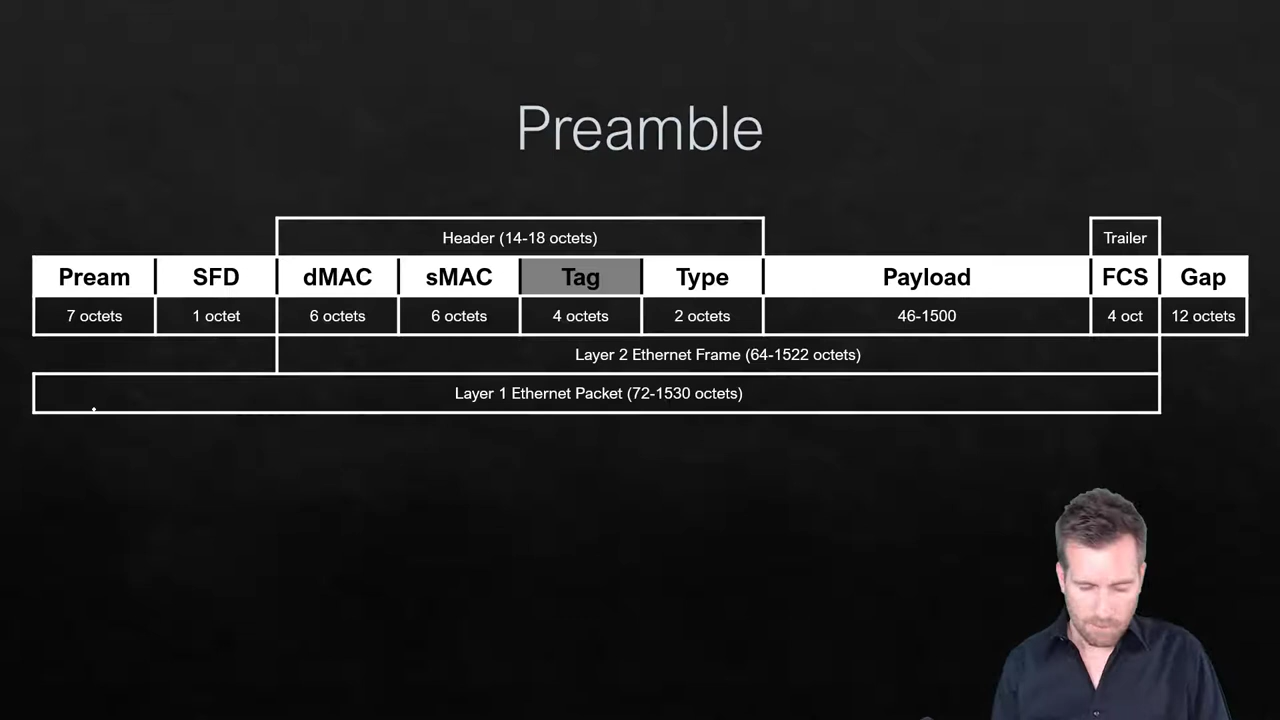 Preamble
Header (14-18 octets)
Trailer
Pream SFD dMAC sMAC Tag Type Payload FCS Gap
7 octets 1 octet 6 octets 6 octets 4 octets 2 octets 46-1500 4 oct 12 octets
Layer 2 Ethernet Frame (64-1522 octets)
Layer 1 Ethernet Packet (72-1530 octets)